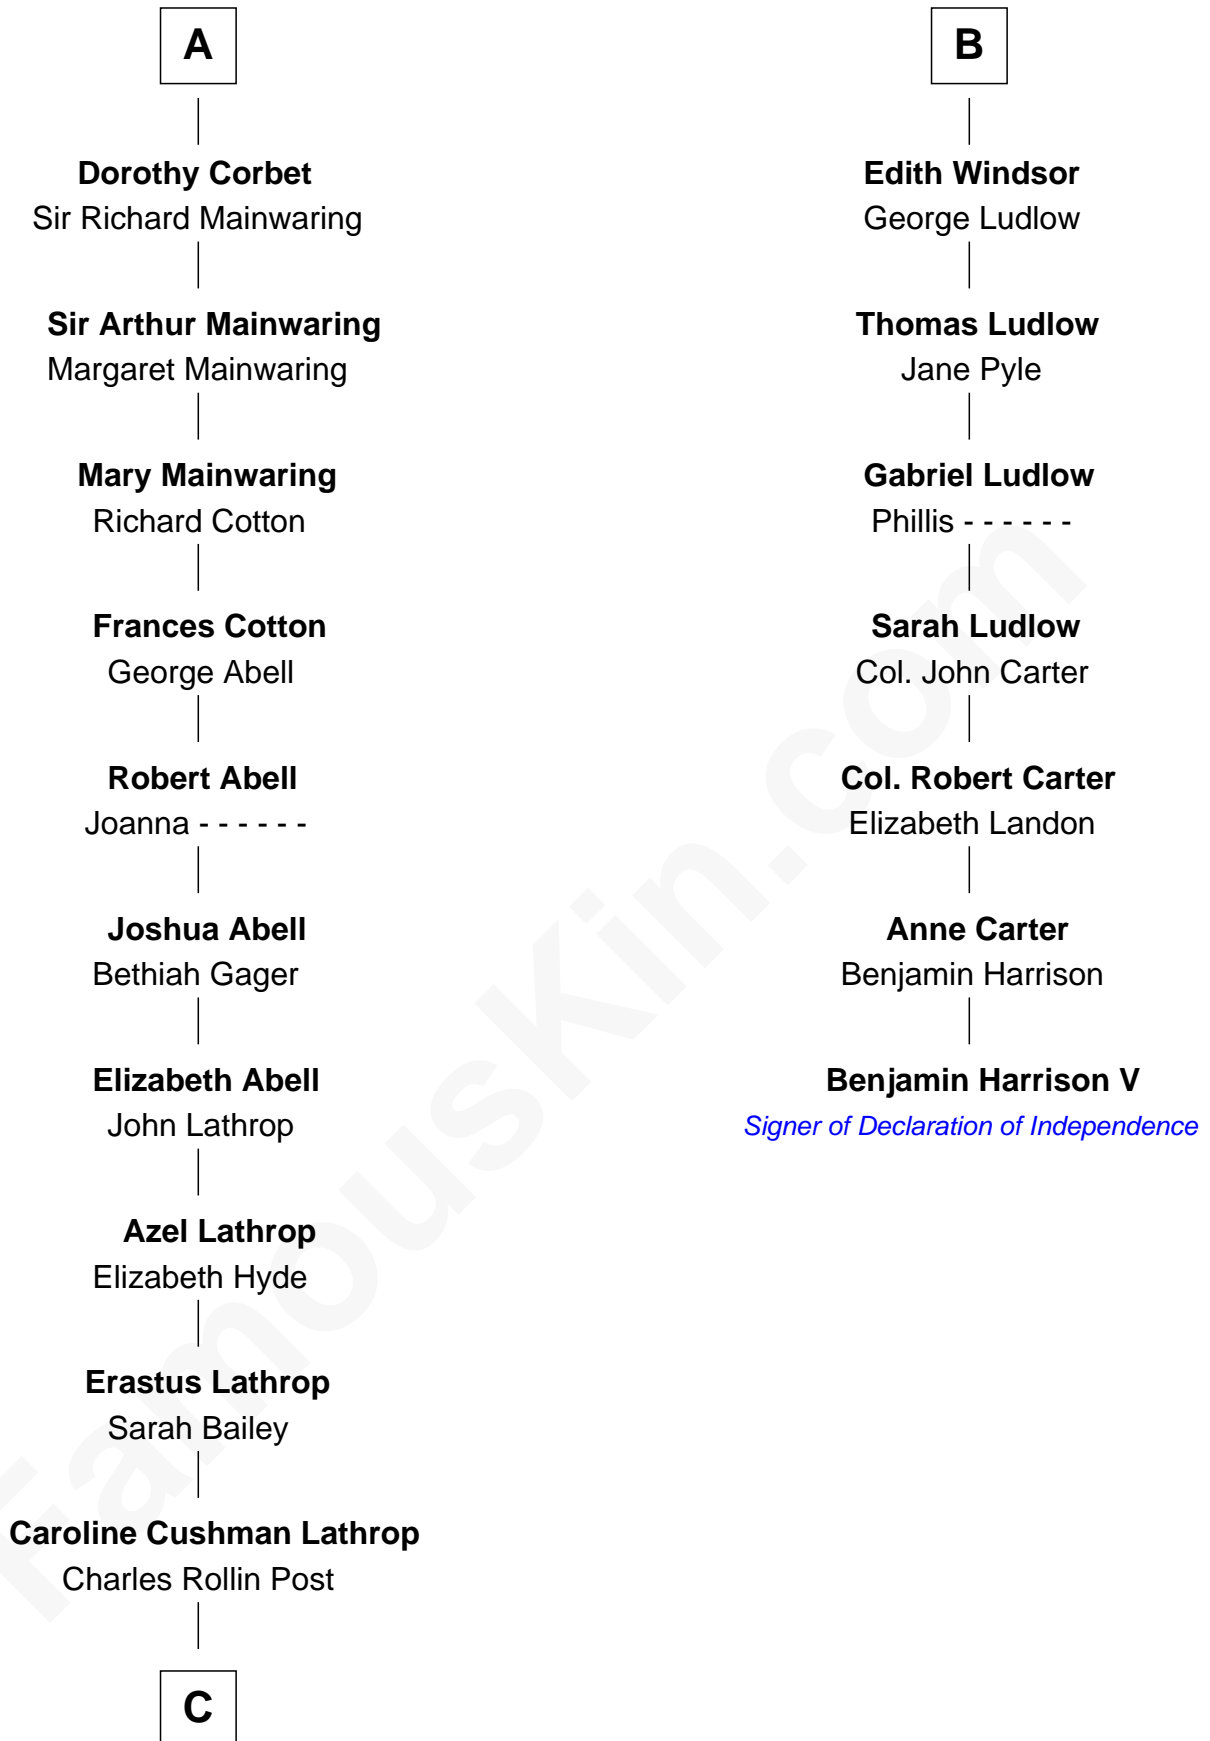 A
Dorothy Corbet
Sir Richard Mainwaring
Sir Arthur Mainwaring
Margaret Mainwaring
Mary Mainwaring
Richard Cotton
Frances Cotton
George Abell
Robert Abell
Joanna - - - - - -
Joshua Abell
Bethiah Gager
Elizabeth Abell
John Lathrop
Azel Lathrop
Elizabeth Hyde
Erastus Lathrop
Sarah Bailey
Caroline Cushman Lathrop
Charles Rollin Post
C
B
Edith Windsor
George Ludlow
Thomas Ludlow
Jane Pyle
Gabriel Ludlow
Phillis - - - - - -
Sarah Ludlow
Col. John Carter
Col. Robert Carter
Elizabeth Landon
Anne Carter
Benjamin Harrison
Benjamin Harrison V
Signer of Declaration of Independence
FamousKin.com